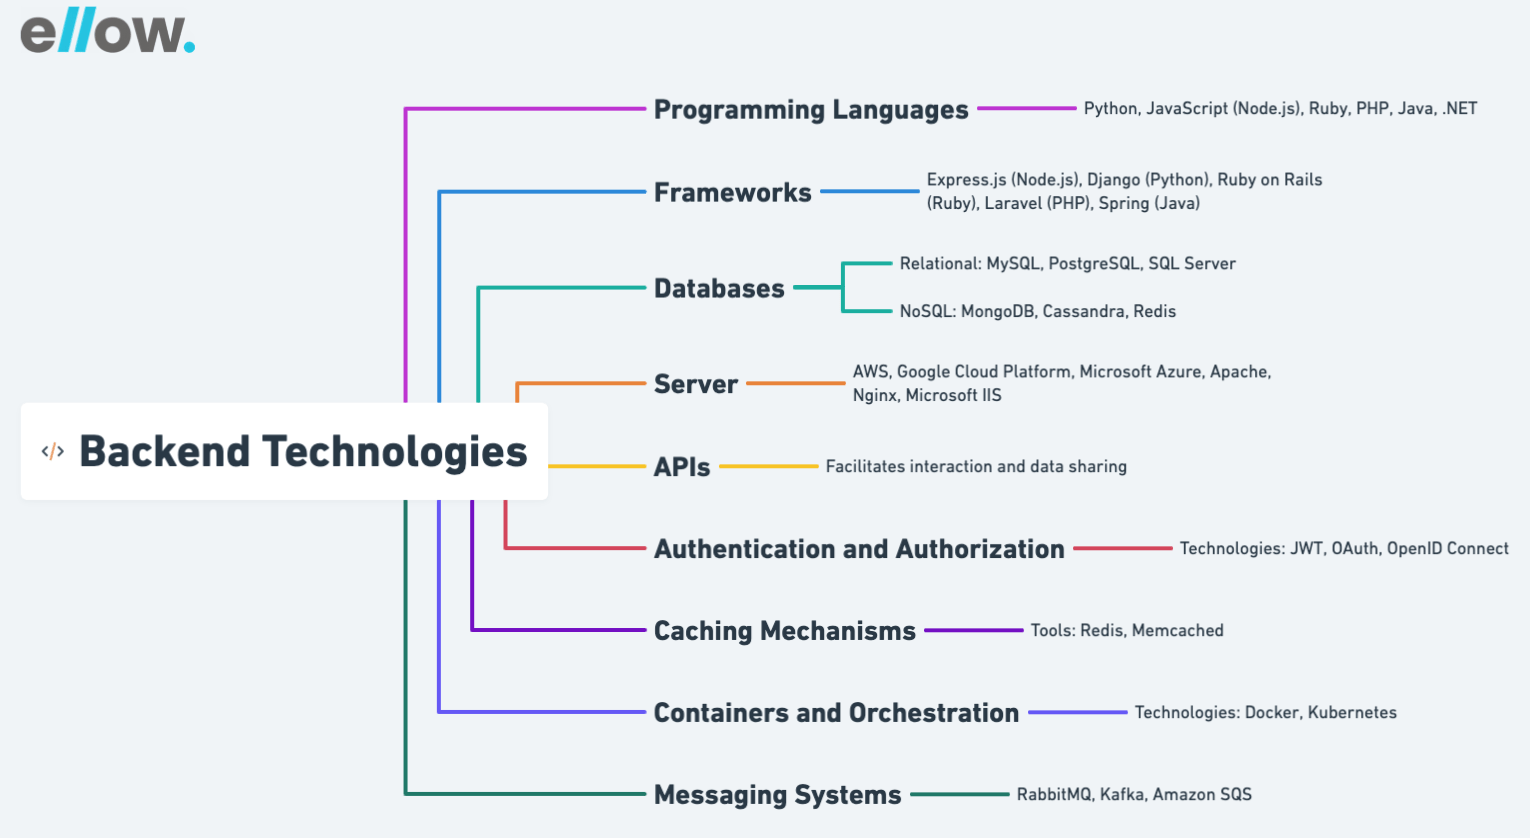 ellow.
Programming Languages
Python, JavaScript (Node.js), Ruby, PHP, Java, .NET
Frameworks
Express.js (Node.js), Django (Python), Ruby on Rails
(Ruby), Laravel (PHP), Spring (Java)
Databases
Relational: MySQL, PostgreSQL, SQL Server
NoSQL: MongoDB, Cassandra, Redis
Server
AWS, Google Cloud Platform, Microsoft Azure, Apache,
Nginx, Microsoft IIS
</> Backend Technologies
APIs
Facilitates interaction and data sharing
Authentication and Authorization
Technologies: JWT, OAuth, OpenID Connect
Caching Mechanisms
Tools: Redis, Memcached
Containers and Orchestration
Technologies: Docker, Kubernetes
Messaging Systems
RabbitMQ, Kafka, Amazon SQS